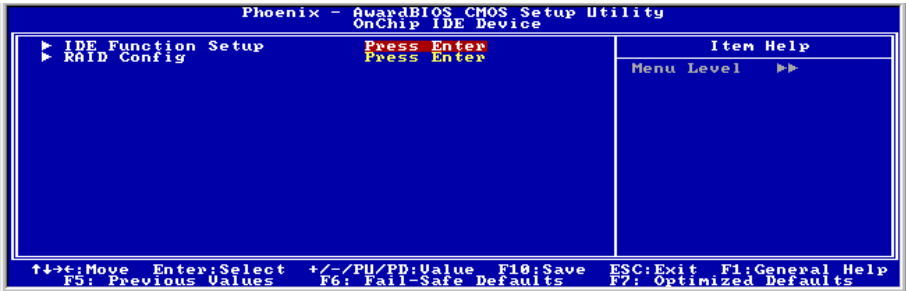 Phoenix - AwardBIOS CMOS Setup Utility
OnChip IDE Device
► IDE Function Setup Press Enter
► RAID Config Press Enter
Item Help
Menu Level ►►
↑↓→←:Move Enter:Select +/-/PU/PD:Value F10:Save ESC:Exit F1:General Help
F5: Previous Values F6: Fail-Safe Defaults F7: Optimized Defaults